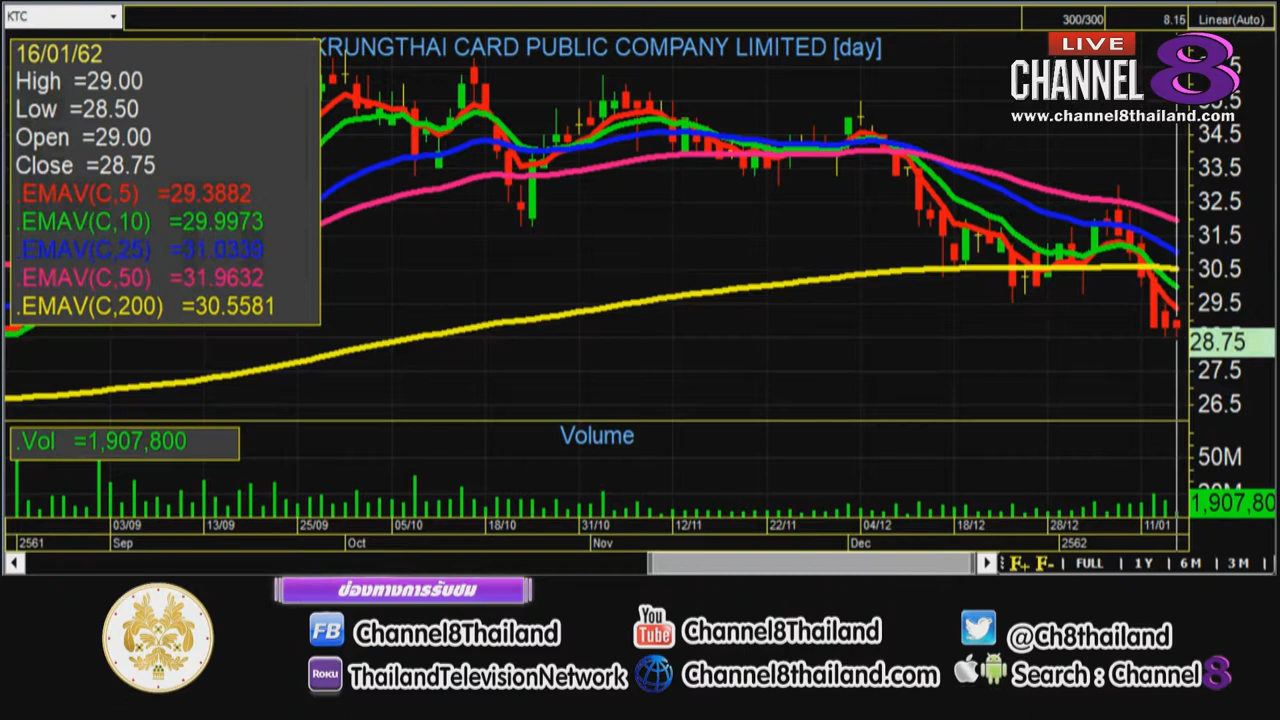 KTC
300/300
8.15
Linear(Auto)
KRUNGTHAI CARD PUBLIC COMPANY LIMITED [day]
LIVE
CHANNEL 8
www.channel8thailand.com
16/01/62
High =29.00
Low =28.50
Open =29.00
Close =28.75
.EMAV(C,5) =29.3882
.EMAV(C,10) =29.9973
.EMAV(C,25) =31.0339
.EMAV(C,50) =31.9632
.EMAV(C,200) =30.5581
34.5
33.5
32.5
31.5
30.5
29.5
28.75
27.5
26.5
.Vol =1,907,800
Volume
50M
1,907,80
03/09 13/09 25/09 05/10 18/10 31/10 12/11 22/11 04/12 18/12 28/12 11/01
2561 Sep Oct Nov Dec 2562
F+ F- | FULL | 1Y | 6M | 3M |
ช่องทางการรับชม
FB Channel8Thailand
You Tube Channel8Thailand
@Ch8thailand
Roku ThailandTelevisionNetwork
Channel8thailand.com
Search : Channel 8